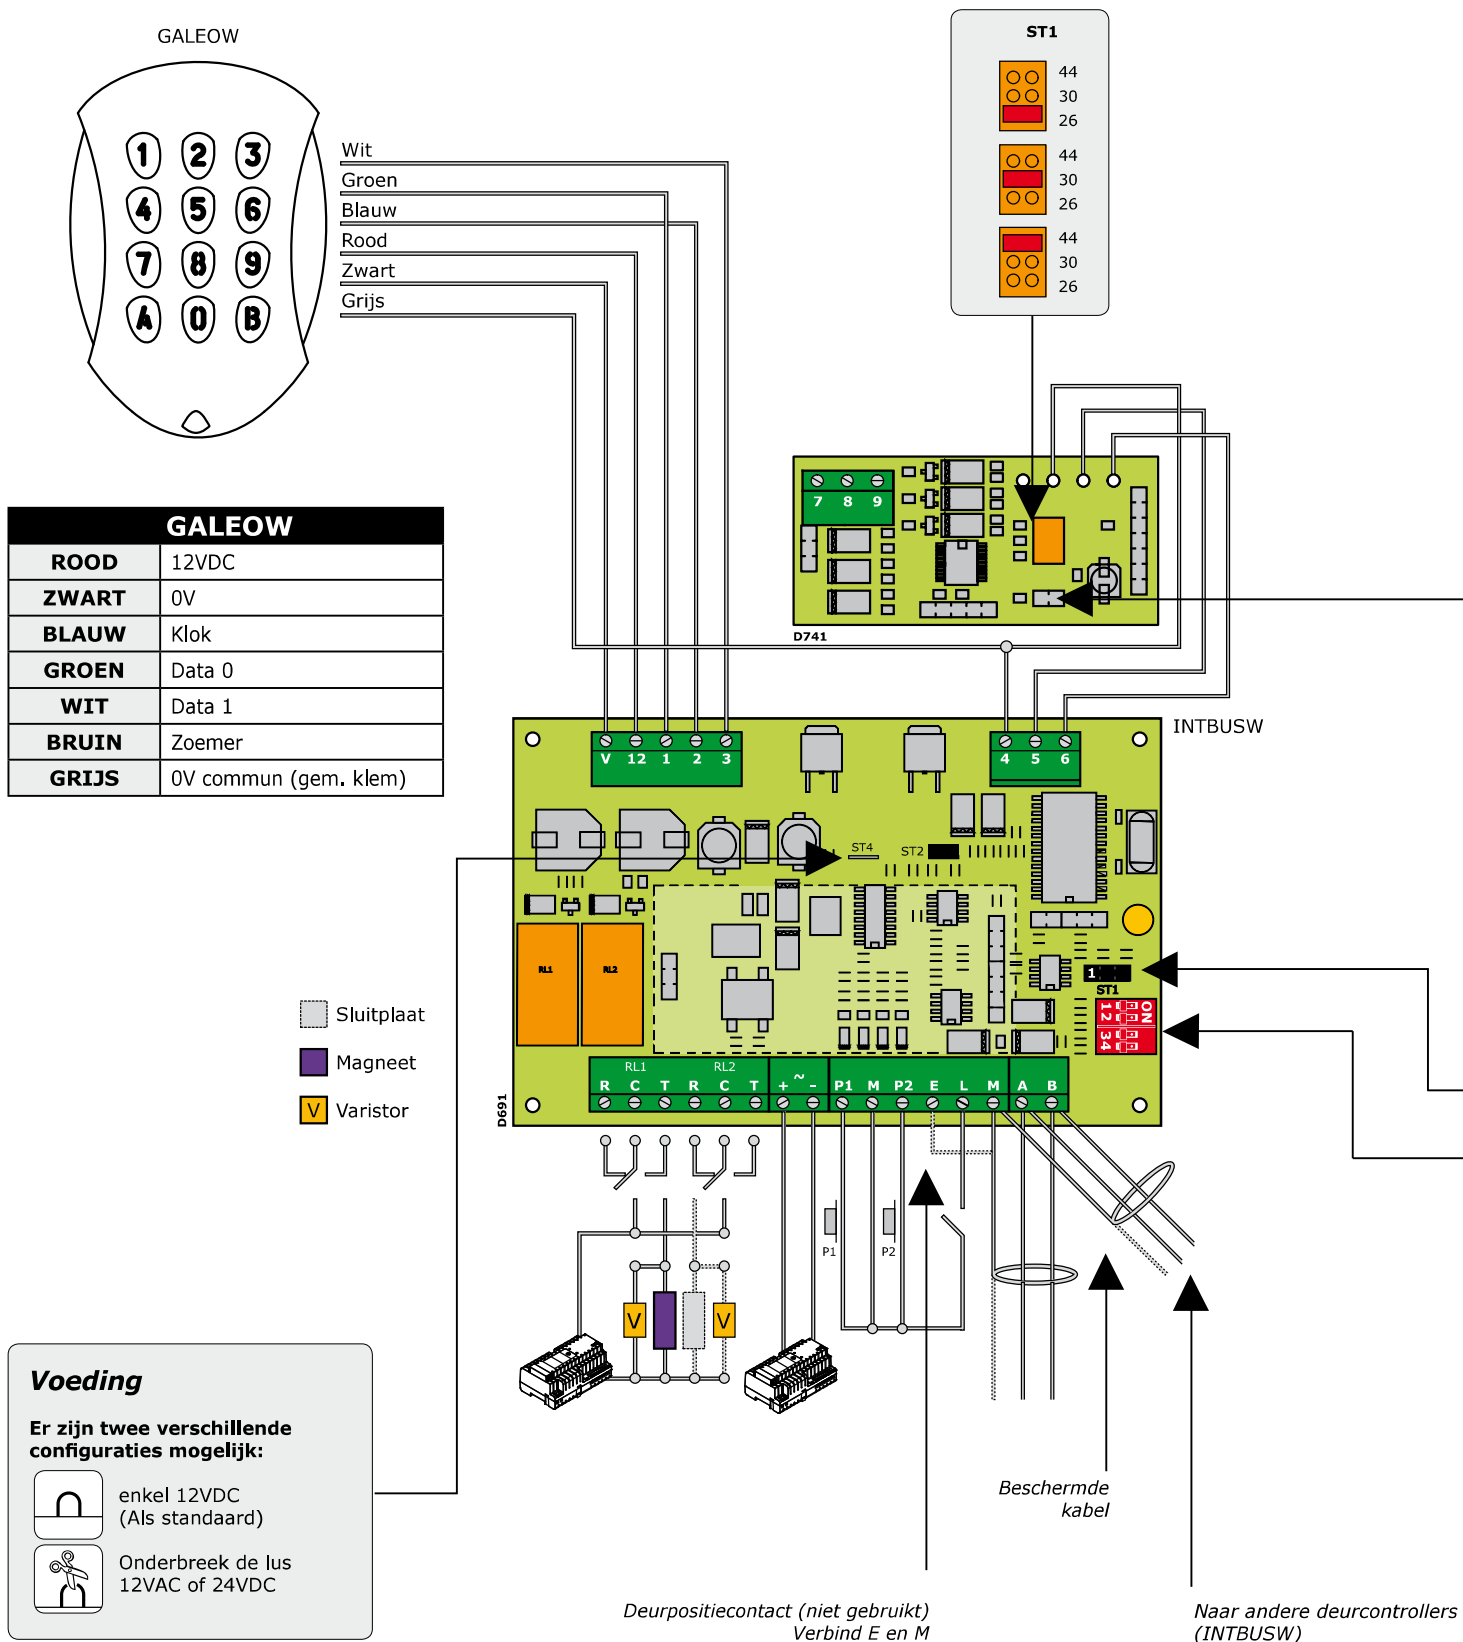 GALEOW
1 2 3
4 5 6
7 8 9
A 0 B
Wit
Groen
Blauw
Rood
Zwart
Grijs
ST1
44
30
26
44
30
26
44
30
26
7 8 9
D741
GALEOW
ROOD 12VDC
ZWART 0V
BLAUW Klok
GROEN Data 0
WIT Data 1
BRUIN Zoemer
GRIJS 0V commun (gem. klem)
INTBUSW
V 12 1 2 3
4 5 6
ST4
ST2
RL1
RL2
1
ST1
ON
1 2 3 4
Sluitplaat
Magneet
V Varistor
RL1 RL2
R C T R C T + ~ - P1 M P2 E L M A B
D691
P1
P2
V
V
Voeding
Er zijn twee verschillende
configuraties mogelijk:
enkel 12VDC
(Als standaard)
Onderbreek de lus
12VAC of 24VDC
Beschermde
kabel
Deurpositiecontact (niet gebruikt)
Verbind E en M
Naar andere deurcontrollers
(INTBUSW)